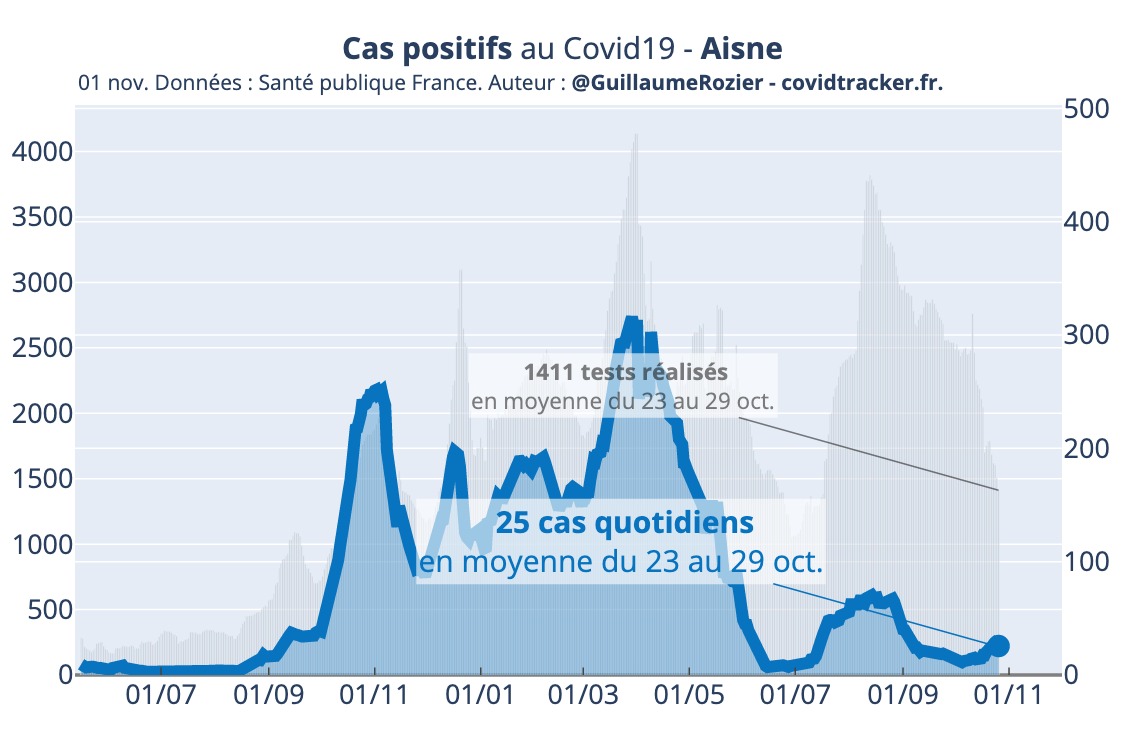 Cas positifs au Covid19 - Aisne
01 nov. Données : Santé publique France. Auteur : @GuillaumeRozier - covidtracker.fr.
500
4000
3500
400
3000
300
2500
1411 tests réalisés
en moyenne du 23 au 29 oct.
2000
200
1500
25 cas quotidiens
1000
en moyenne du 23 au 29 oct.
100
500
0
0
01/07 01/09 01/11 01/01 01/03 01/05 01/07 01/09 01/11